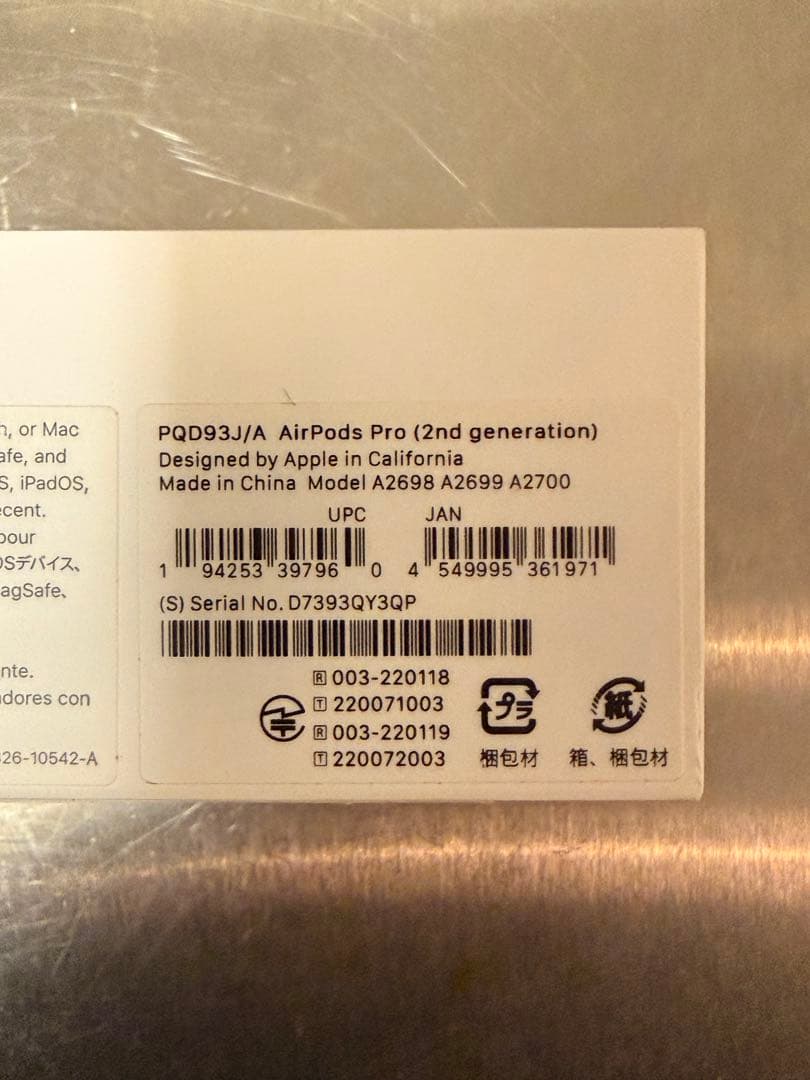 , or Mac
afe, and
S, iPadOS,
ecent.
pour
OSデバイス、
agSafe、
nte.
dores con
326-10542-A
PQD93J/A AirPods Pro (2nd generation)
Designed by Apple in California
Made in China Model A2698 A2699 A2700
UPC JAN
1 94253 39796 0 4 549995 361971
(S) Serial No. D7393QY3QP
R 003-220118
T 220071003
R 003-220119
T 220072003
プラ
梱包材
紙
箱、梱包材